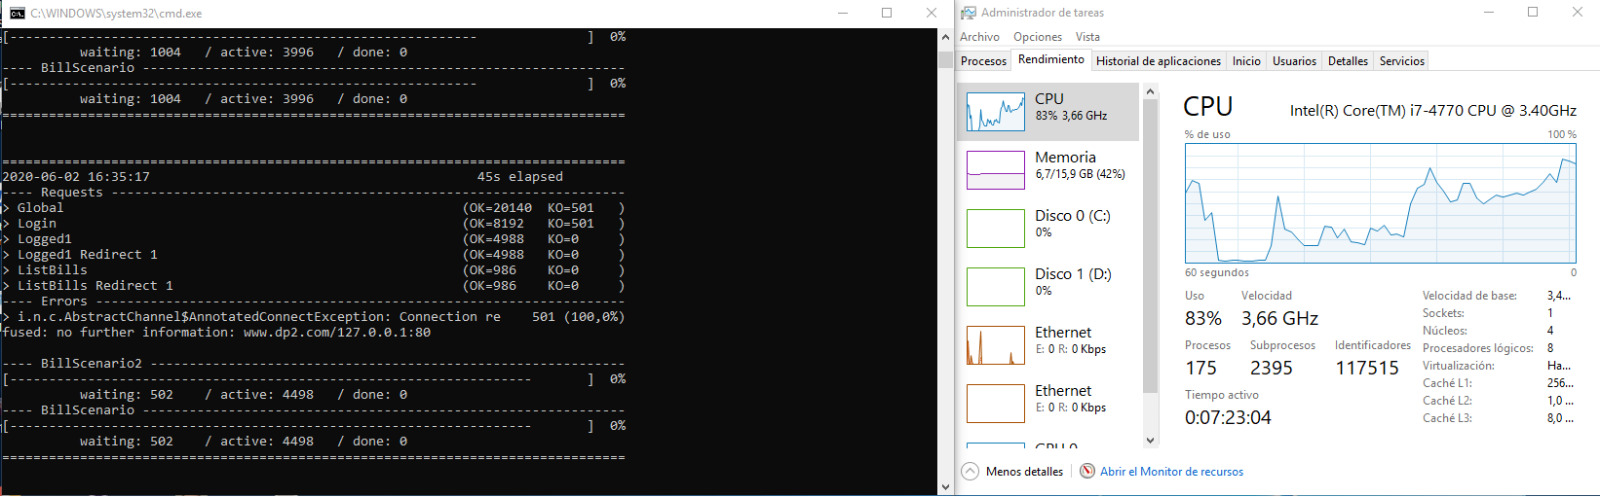 C:\WINDOWS\system32\cmd.exe
[------------------------------------------------------------                ]  0%
waiting: 1004   / active: 3996   / done: 0
---- BillScenario --------------------------------------------------------------
[------------------------------------------------------------                ]  0%
waiting: 1004   / active: 3996   / done: 0
================================================================================
================================================================================
2020-06-02 16:35:17                                          45s elapsed
---- Requests ------------------------------------------------------------------
> Global                                                   (OK=20140  KO=501   )
> Login                                                    (OK=8192   KO=501   )
> Logged1                                                  (OK=4988   KO=0     )
> Logged1 Redirect 1                                       (OK=4988   KO=0     )
> ListBills                                                (OK=986    KO=0     )
> ListBills Redirect 1                                     (OK=986    KO=0     )
---- Errors --------------------------------------------------------------------
> i.n.c.AbstractChannel$AnnotatedConnectException: Connection re    501 (100,0%)
fused: no further information: www.dp2.com/127.0.0.1:80
---- BillScenario2 -------------------------------------------------------------
[-------------------------------------------------------------------         ]  0%
waiting: 502    / active: 4498   / done: 0
---- BillScenario --------------------------------------------------------------
[-------------------------------------------------------------------         ]  0%
waiting: 502    / active: 4498   / done: 0
================================================================================
Administrador de tareas
Archivo Opciones Vista
Procesos Rendimiento Historial de aplicaciones Inicio Usuarios Detalles Servicios
CPU
83% 3,66 GHz
Memoria
6,7/15,9 GB (42%)
Disco 0 (C:)
0%
Disco 1 (D:)
0%
Ethernet
E: 0 R: 0 Kbps
Ethernet
E: 0 R: 0 Kbps
CPU Intel(R) Core(TM) i7-4770 CPU @ 3.40GHz
% de uso 100 %
60 segundos 0
Uso Velocidad
83% 3,66 GHz
Procesos Subprocesos Identificadores
175 2395 117515
Tiempo activo
0:07:23:04
Velocidad de base: 3,4...
Sockets: 1
Núcleos: 4
Procesadores lógicos: 8
Virtualización: Ha...
Caché L1: 256...
Caché L2: 1,0 ...
Caché L3: 8,0 ...
Menos detalles Abrir el Monitor de recursos